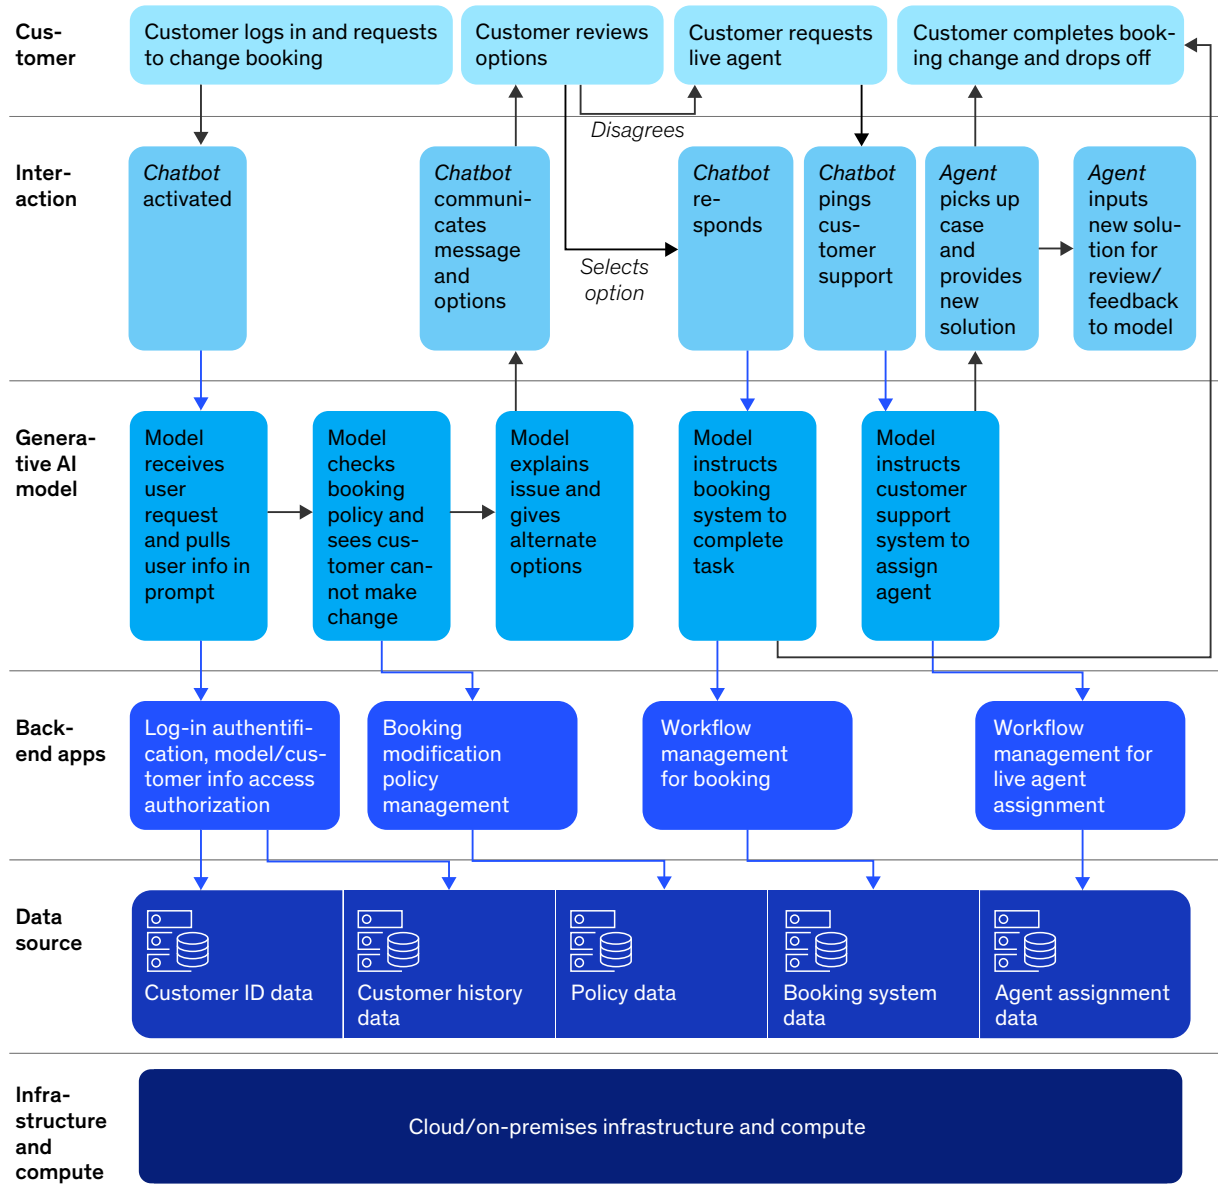 Cus-
tomer
Customer logs in and requests
to change booking
Customer reviews
options
Customer requests
live agent
Customer completes book-
ing change and drops off
Disagrees
Inter-
action
Chatbot
activated
Chatbot
communi-
cates
message
and
options
Selects
option
Chatbot
re-
sponds
Chatbot
pings
cus-
tomer
support
Agent
picks up
case
and
provides
new
solution
Agent
inputs
new solu-
tion for
review/
feedback
to model
Genera-
tive AI
model
Model
receives
user
request
and pulls
user info in
prompt
Model
checks
booking
policy and
sees cus-
tomer can-
not make
change
Model
explains
issue and
gives
alternate
options
Model
instructs
booking
system to
complete
task
Model
instructs
customer
support
system to
assign
agent
Back-
end apps
Log-in authentifi-
cation, model/cus-
tomer info access
authorization
Booking
modification
policy
management
Workflow
management
for booking
Workflow
management for
live agent
assignment
Data
source
Customer ID data
Customer history
data
Policy data
Booking system
data
Agent assignment
data
Infra-
structure
and
compute
Cloud/on-premises infrastructure and compute